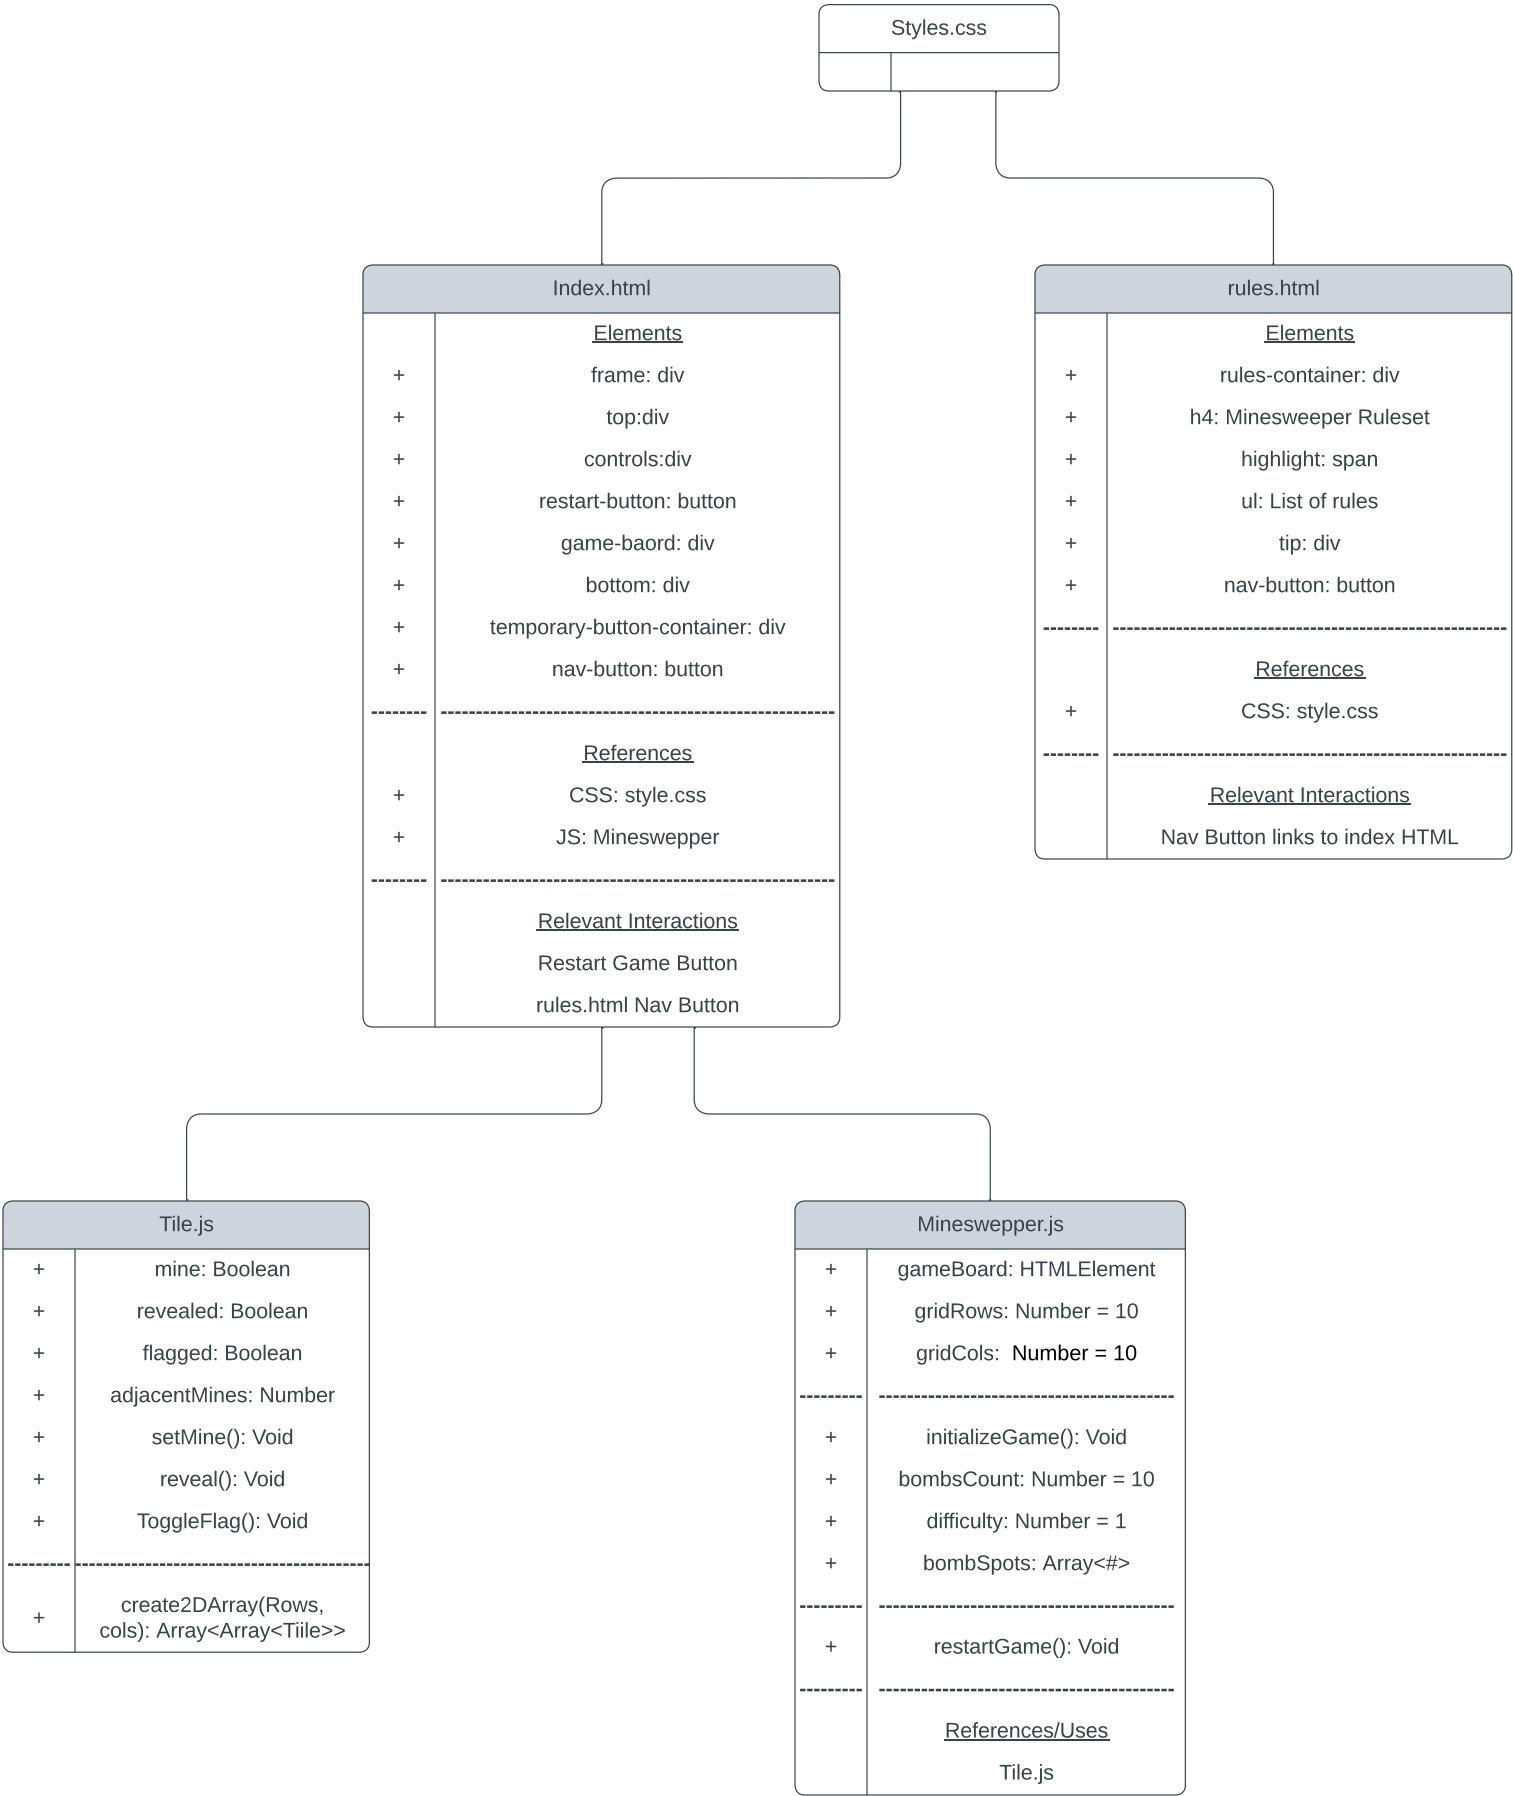 Styles.css
Index.html
Elements
+ frame: div
+ top:div
+ controls:div
+ restart-button: button
+ game-baord: div
+ bottom: div
+ temporary-button-container: div
+ nav-button: button
-------- --------------------------------------------------------
References
+ CSS: style.css
+ JS: Mineswepper
-------- --------------------------------------------------------
Relevant Interactions
Restart Game Button
rules.html Nav Button
rules.html
Elements
+ rules-container: div
+ h4: Minesweeper Ruleset
+ highlight: span
+ ul: List of rules
+ tip: div
+ nav-button: button
-------- --------------------------------------------------------
References
+ CSS: style.css
-------- --------------------------------------------------------
Relevant Interactions
Nav Button links to index HTML
Tile.js
+ mine: Boolean
+ revealed: Boolean
+ flagged: Boolean
+ adjacentMines: Number
+ setMine(): Void
+ reveal(): Void
+ ToggleFlag(): Void
--------- ------------------------------------------
+ create2DArray(Rows,
cols): Array<Array<Tiile>>
Mineswepper.js
+ gameBoard: HTMLElement
+ gridRows: Number = 10
+ gridCols:  Number = 10
--------- ------------------------------------------
+ initializeGame(): Void
+ bombsCount: Number = 10
+ difficulty: Number = 1
+ bombSpots: Array<#>
--------- ------------------------------------------
+ restartGame(): Void
--------- ------------------------------------------
References/Uses
Tile.js